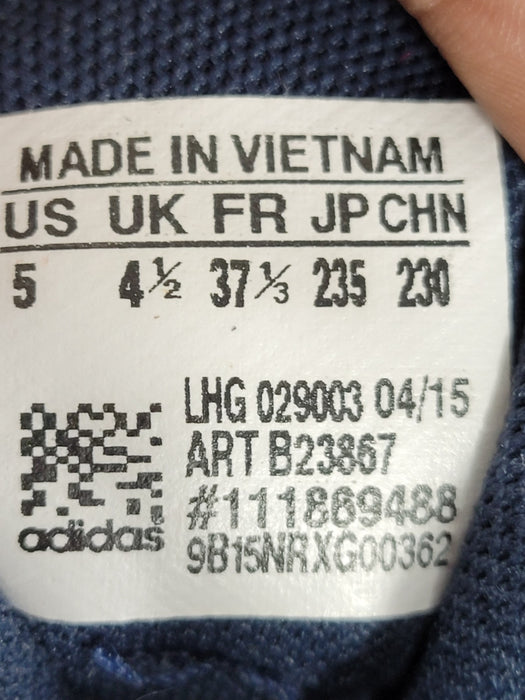 MADE IN VIETNAM
US UK FR JP CHN
5 4½ 37⅓ 235 230
LHG 029003 04/15
ART B23867
#111869488
adidas
9B15NRXG00362